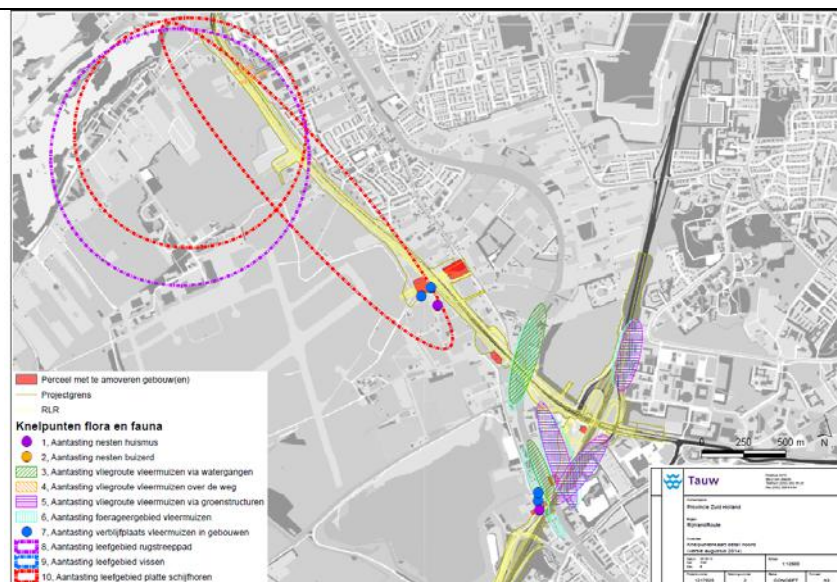 Perceel met te amoveren gebouw(en)
Projectgrens
RLR
Knelpunten flora en fauna
1, Aantasting nesten huismus
2, Aantasting nesten buizerd
3, Aantasting vliegroute vleermuizen via watergangen
4, Aantasting vliegroute vleermuizen over de weg
5, Aantasting vliegroute vleermuizen via groenstructuren
6, Aantasting foerageergebied vleermuizen
7, Aantasting verblijfplaats vleermuizen in gebouwen
8, Aantasting leefgebied rugstreeppad
9, Aantasting leefgebied vissen
10, Aantasting leefgebied platte schijfhoren
N
0 250 500 m
Tauw
Provincie Zuid Holland
RijnlandRoute
CONCEPT